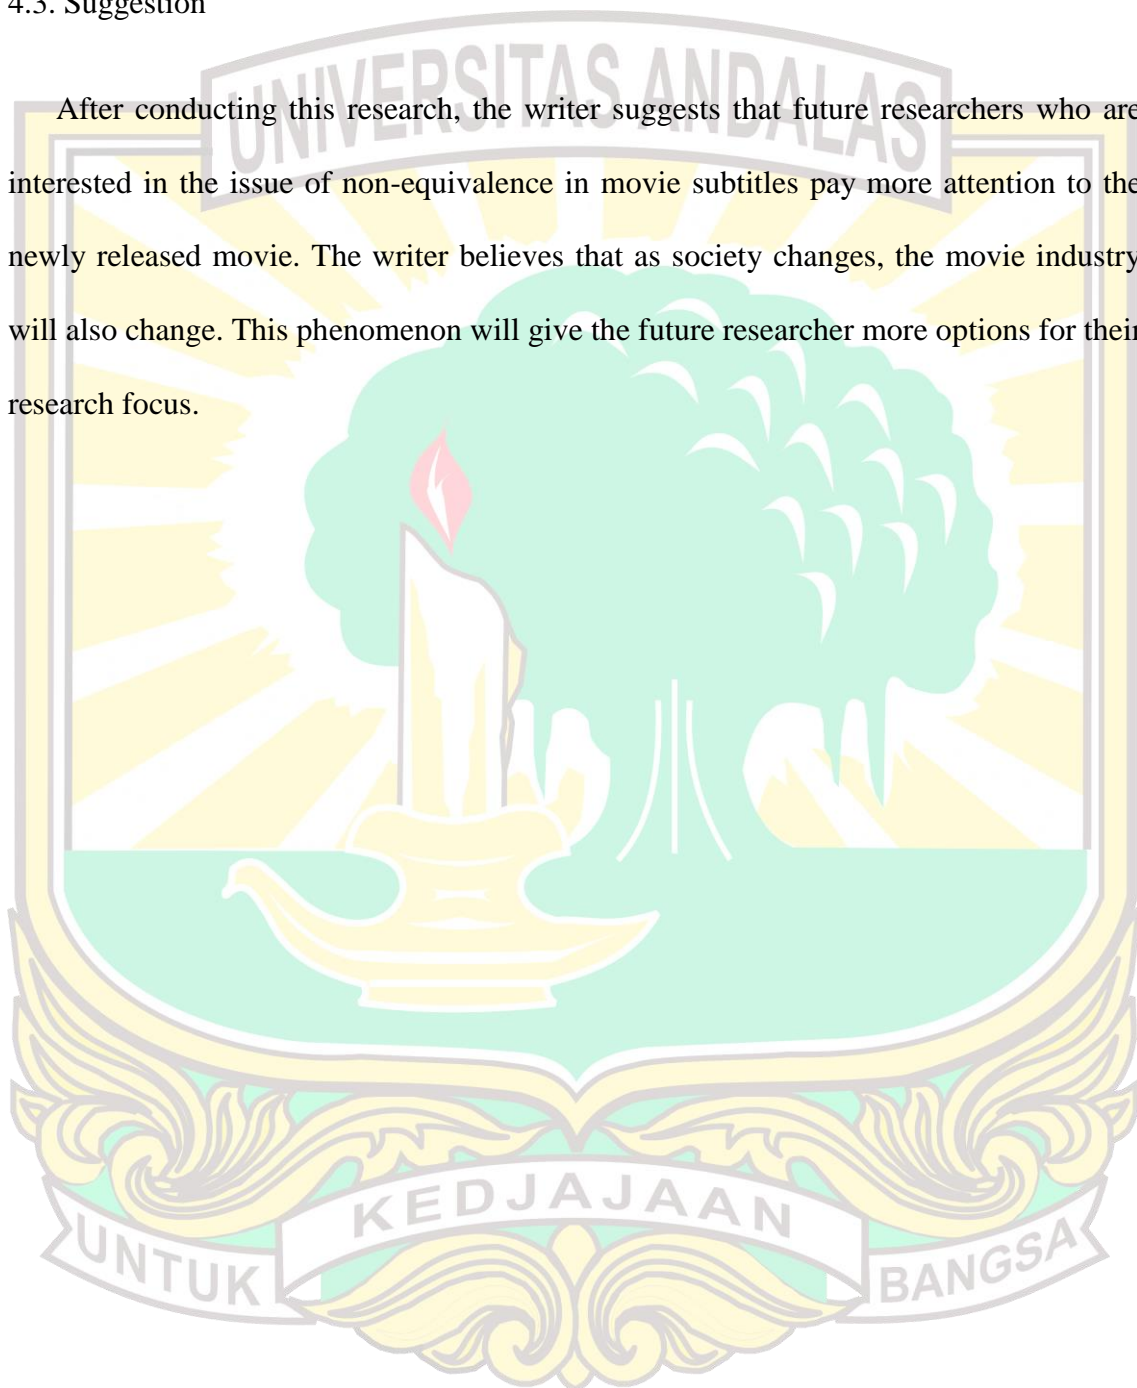 4.3. Suggestion
UNIVERSITAS ANDALAS
After conducting this research, the writer suggests that future researchers who are
interested in the issue of non-equivalence in movie subtitles pay more attention to the
newly released movie. The writer believes that as society changes, the movie industry
will also change. This phenomenon will give the future researcher more options for their
research focus.
UNTUK
KEDJAJAAN
BANGSA